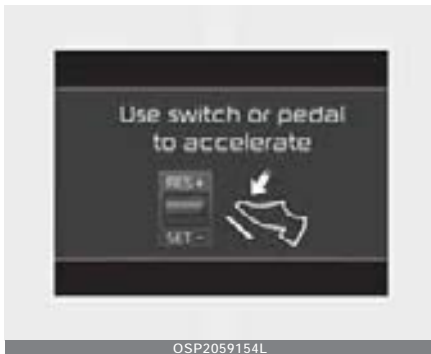 Use switch or pedal
to accelerate
RES +
SET -
OSP2059154L